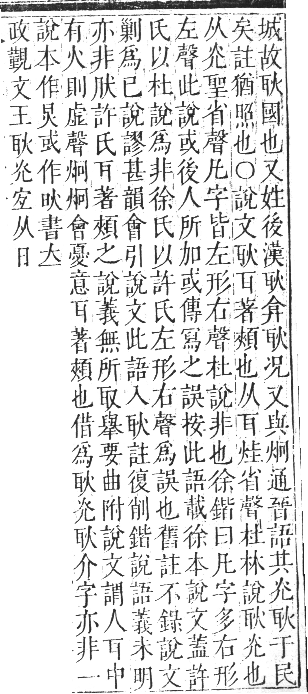 城故耿國也又姓後漢耿弇耿況又與炯通晉語其光耿于民
矣註猶照也○說文耿耳著頰也从耳烓省聲杜林說耿光也
从光聖省聲凡字皆左形右聲杜說非也徐鍇曰凡字多右形
左聲此說或後人所加或傳寫之誤按此語載徐本說文蓋許
氏以杜說爲非徐氏以許氏左形右聲爲誤也舊註不錄說文
剿爲已說謬甚韻會引說文此語入耿註復削鍇說語義未明
亦非肰許氏耳著頰之說義無所取舉要曲附說文謂人耳中
有火則虛聲炯炯會憂意耳著頰也借爲耿光耿介字亦非一
說本作炅或作炚書立
政觀文王耿光宜从日